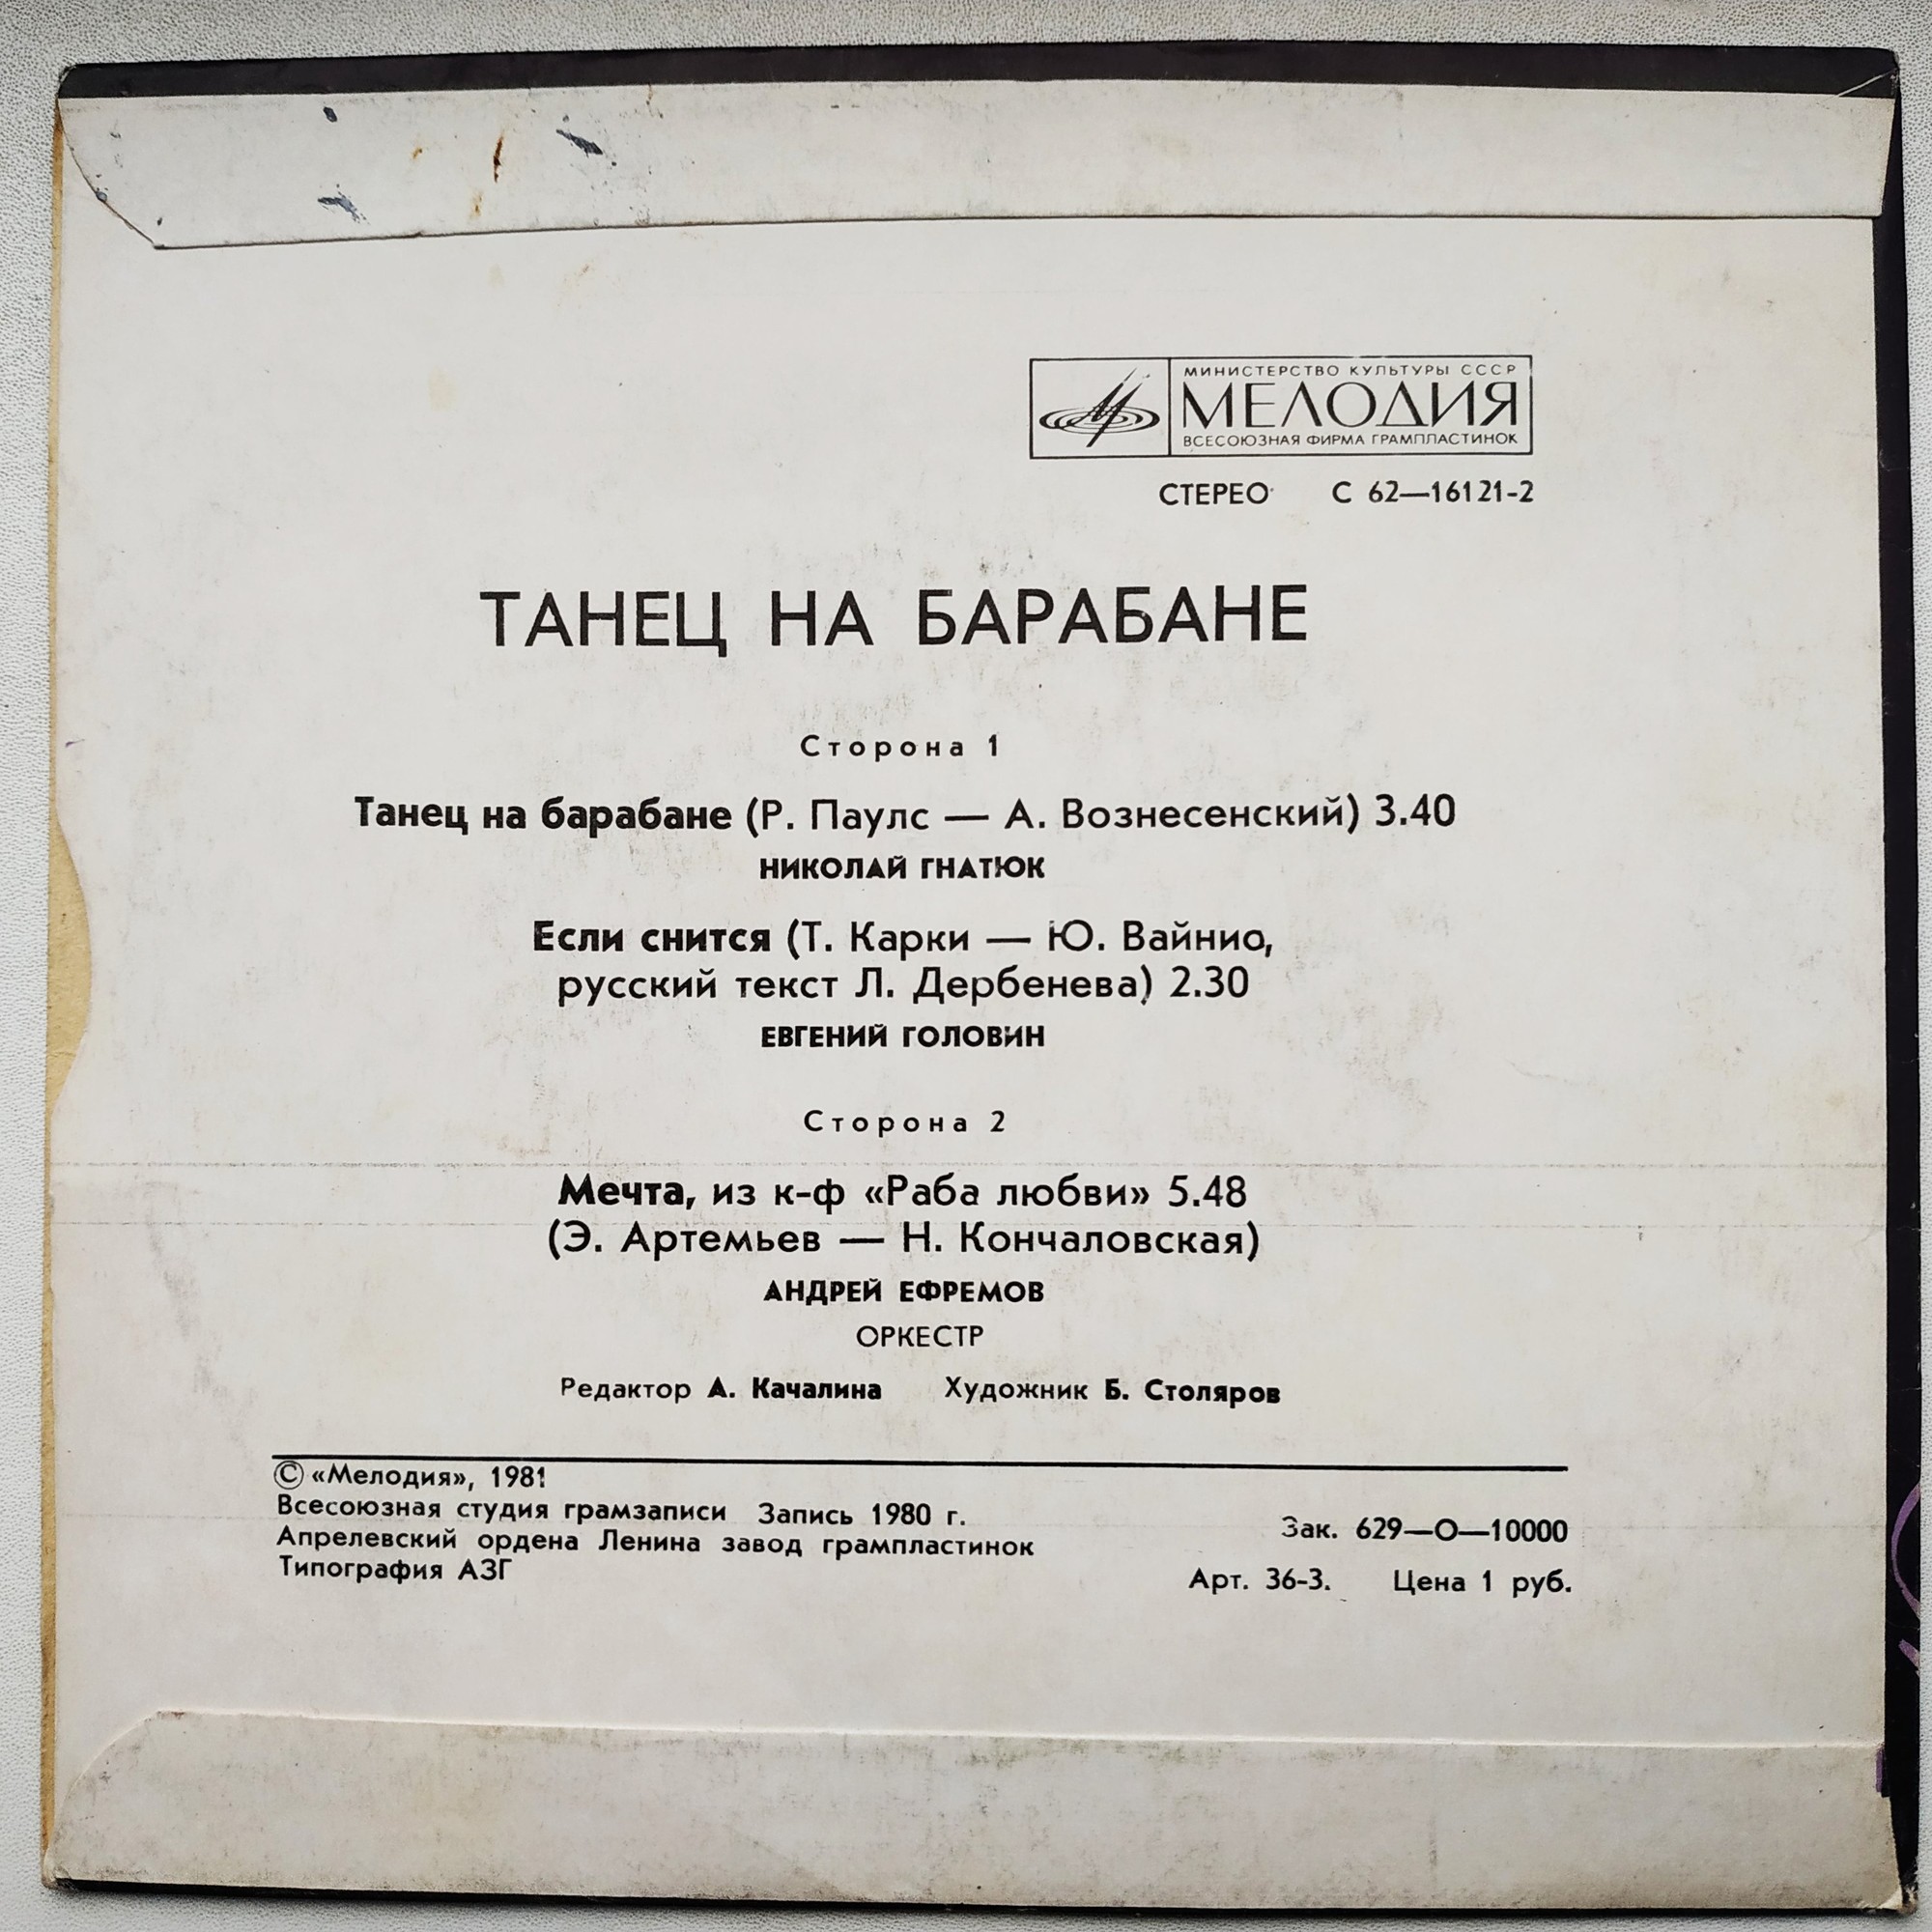 МИНИСТЕРСТВО КУЛЬТУРЫ СССР
МЕЛОДИЯ
ВСЕСОЮЗНАЯ ФИРМА ГРАМПЛАСТИНОК
СТЕРЕО С 62—16121-2
ТАНЕЦ НА БАРАБАНЕ
Сторона 1
Танец на барабане (Р. Паулс — А. Вознесенский) 3.40
НИКОЛАЙ ГНАТЮК
Если снится (Т. Карки — Ю. Вайнио,
русский текст Л. Дербенева) 2.30
ЕВГЕНИЙ ГОЛОВИН
Сторона 2
Мечта, из к-ф «Раба любви» 5.48
(Э. Артемьев — Н. Кончаловская)
АНДРЕЙ ЕФРЕМОВ
ОРКЕСТР
Редактор А. Качалина Художник Б. Столяров
© «Мелодия», 1981
Всесоюзная студия грамзаписи Запись 1980 г.
Апрелевский ордена Ленина завод грампластинок
Типография АЗГ
Зак. 629—О—10000
Арт. 36-3. Цена 1 руб.